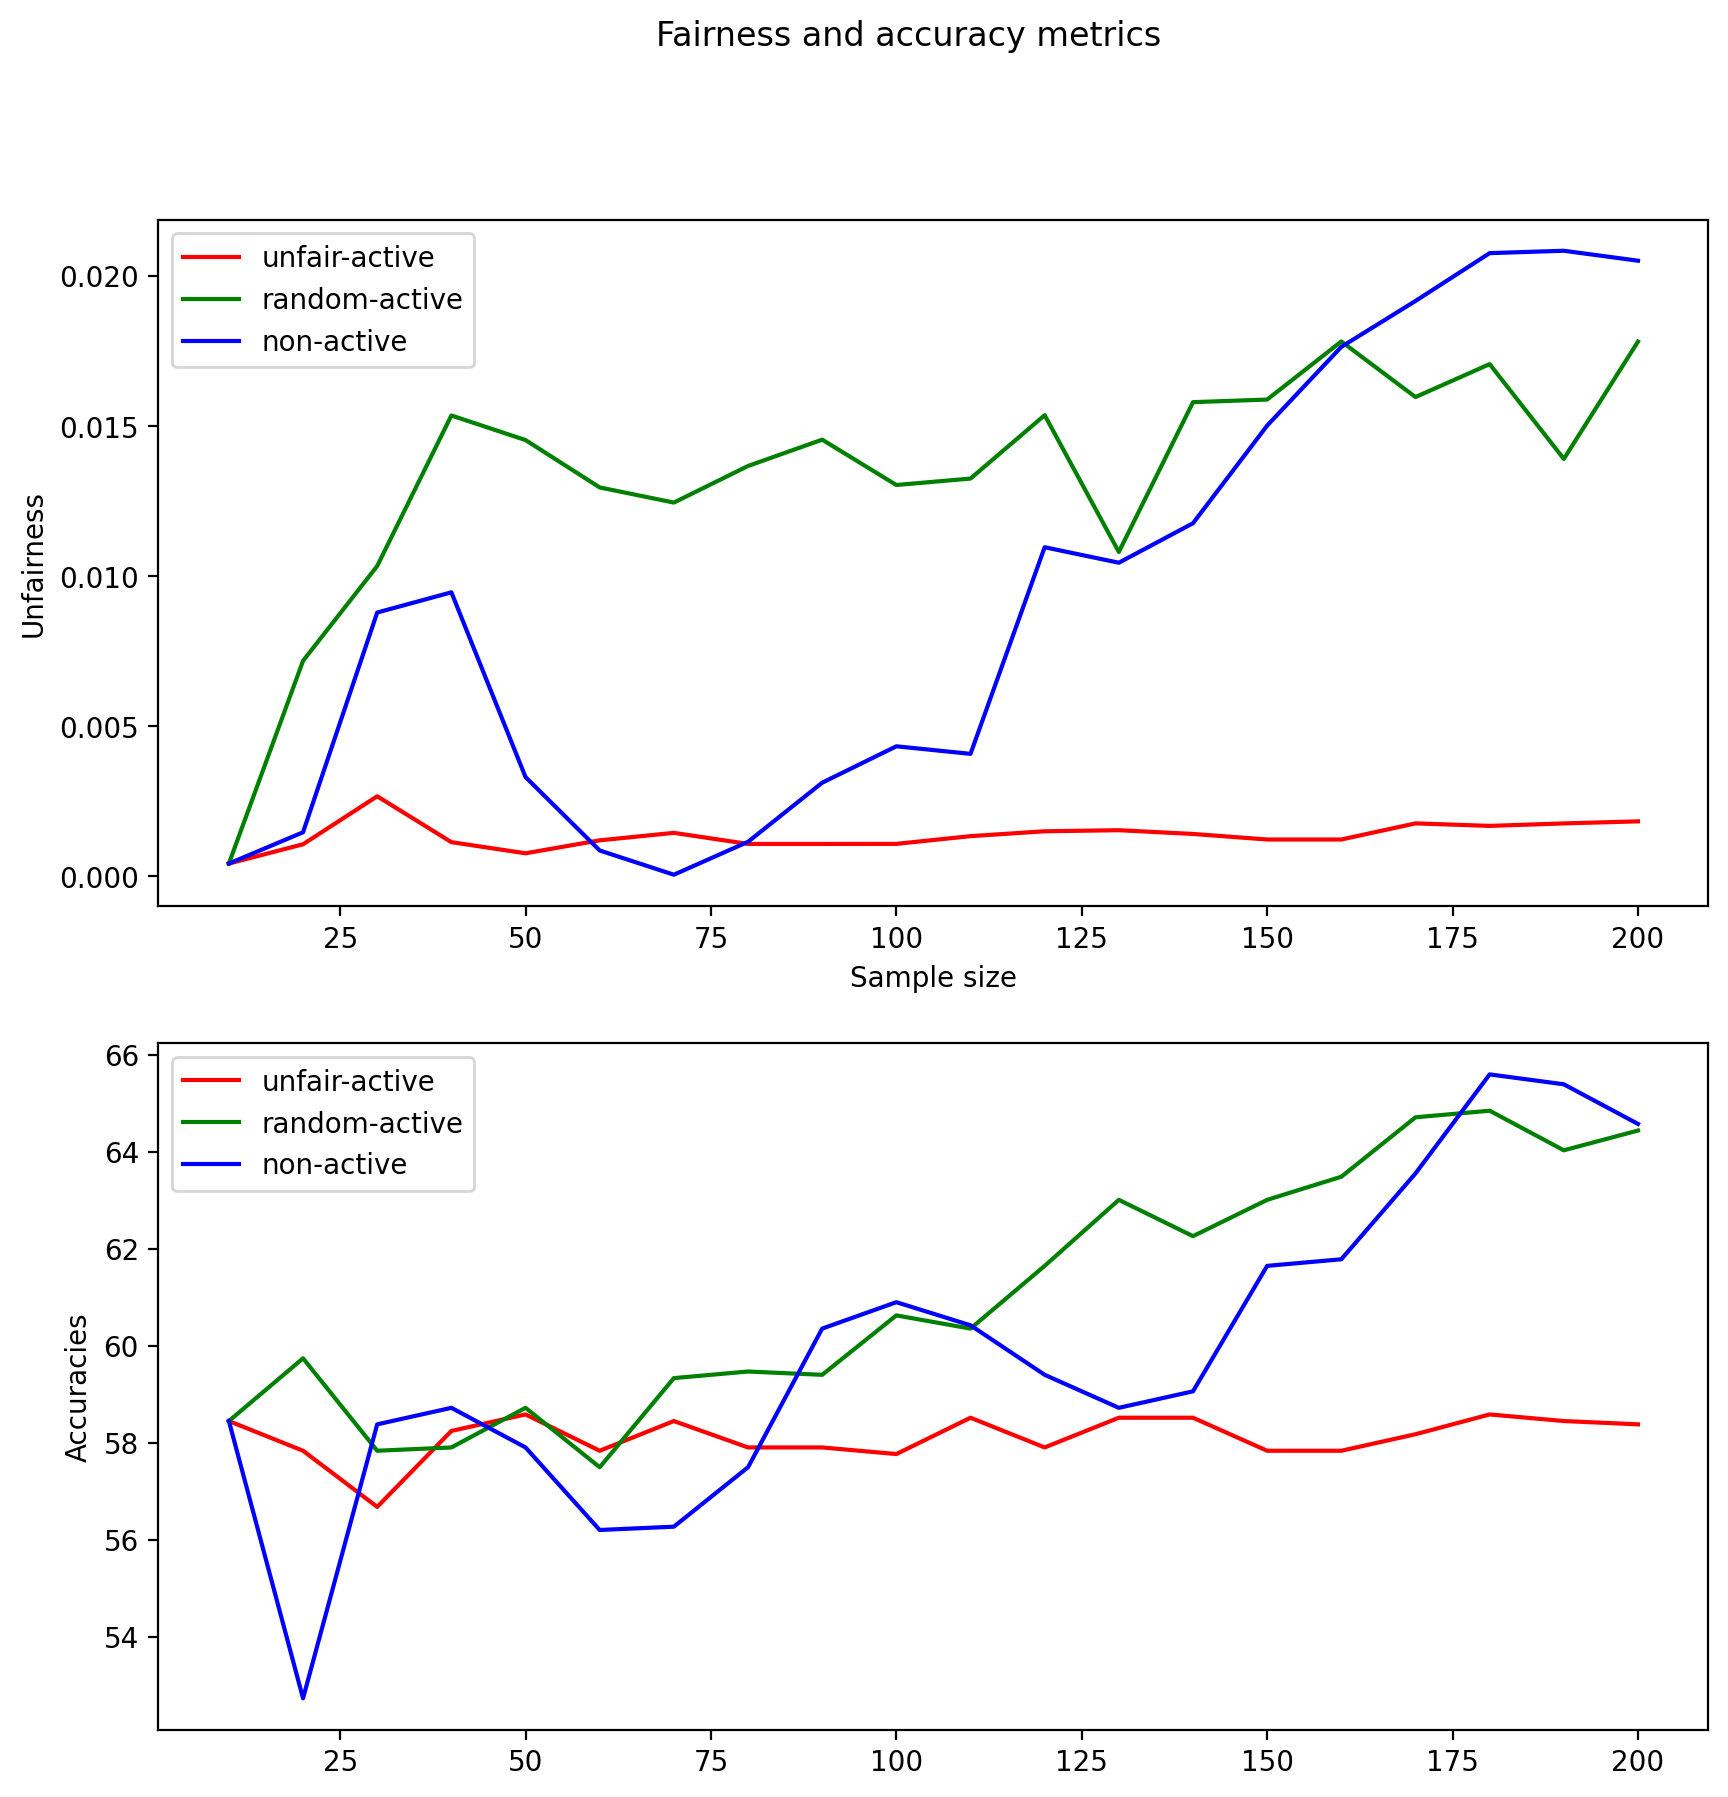 Fairness and accuracy metrics
unfair-active
random-active
non-active
0.020
0.015
0.010
0.005
0.000
Unfairness
25 50 75 100 125 150 175 200
Sample size
unfair-active
random-active
non-active
66
64
62
60
58
56
54
Accuracies
25 50 75 100 125 150 175 200